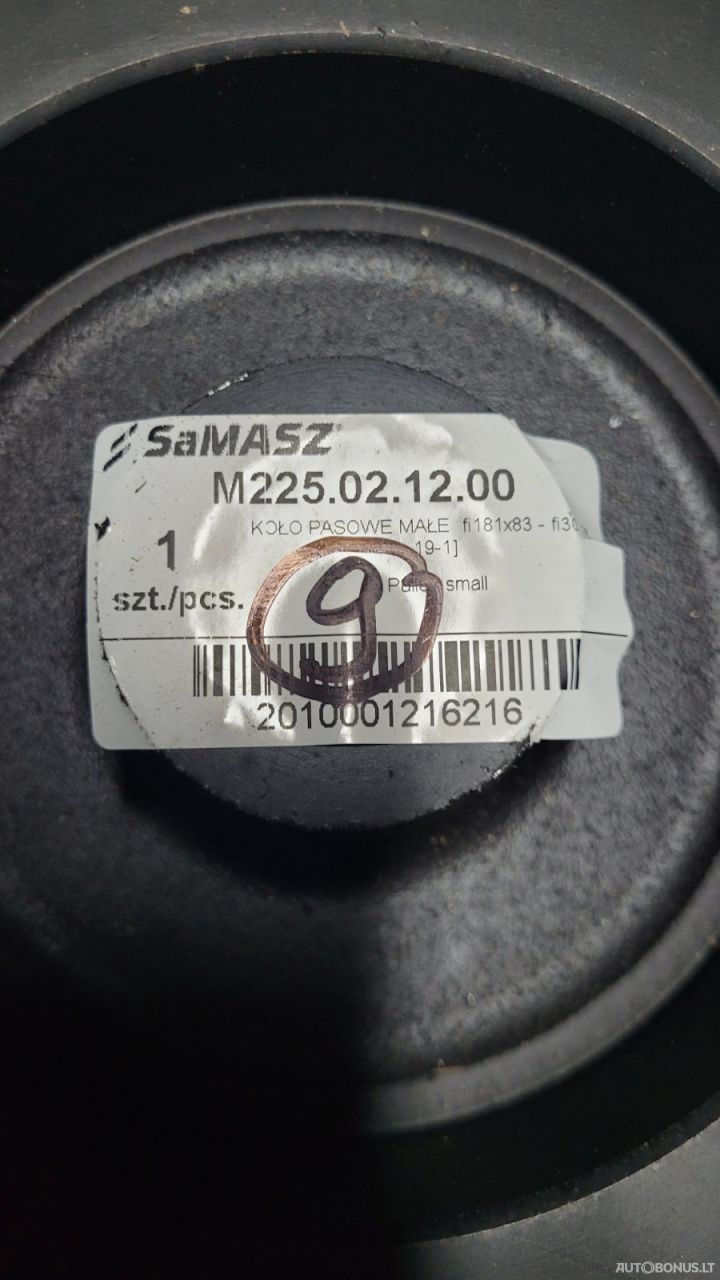 SaMASZ
M225.02.12.00
1
szt./pcs.
KOŁO PASOWE MAŁE fi181x83 - fi30
19-1]
small
9
2010001216216
AUTOBONUS.LT